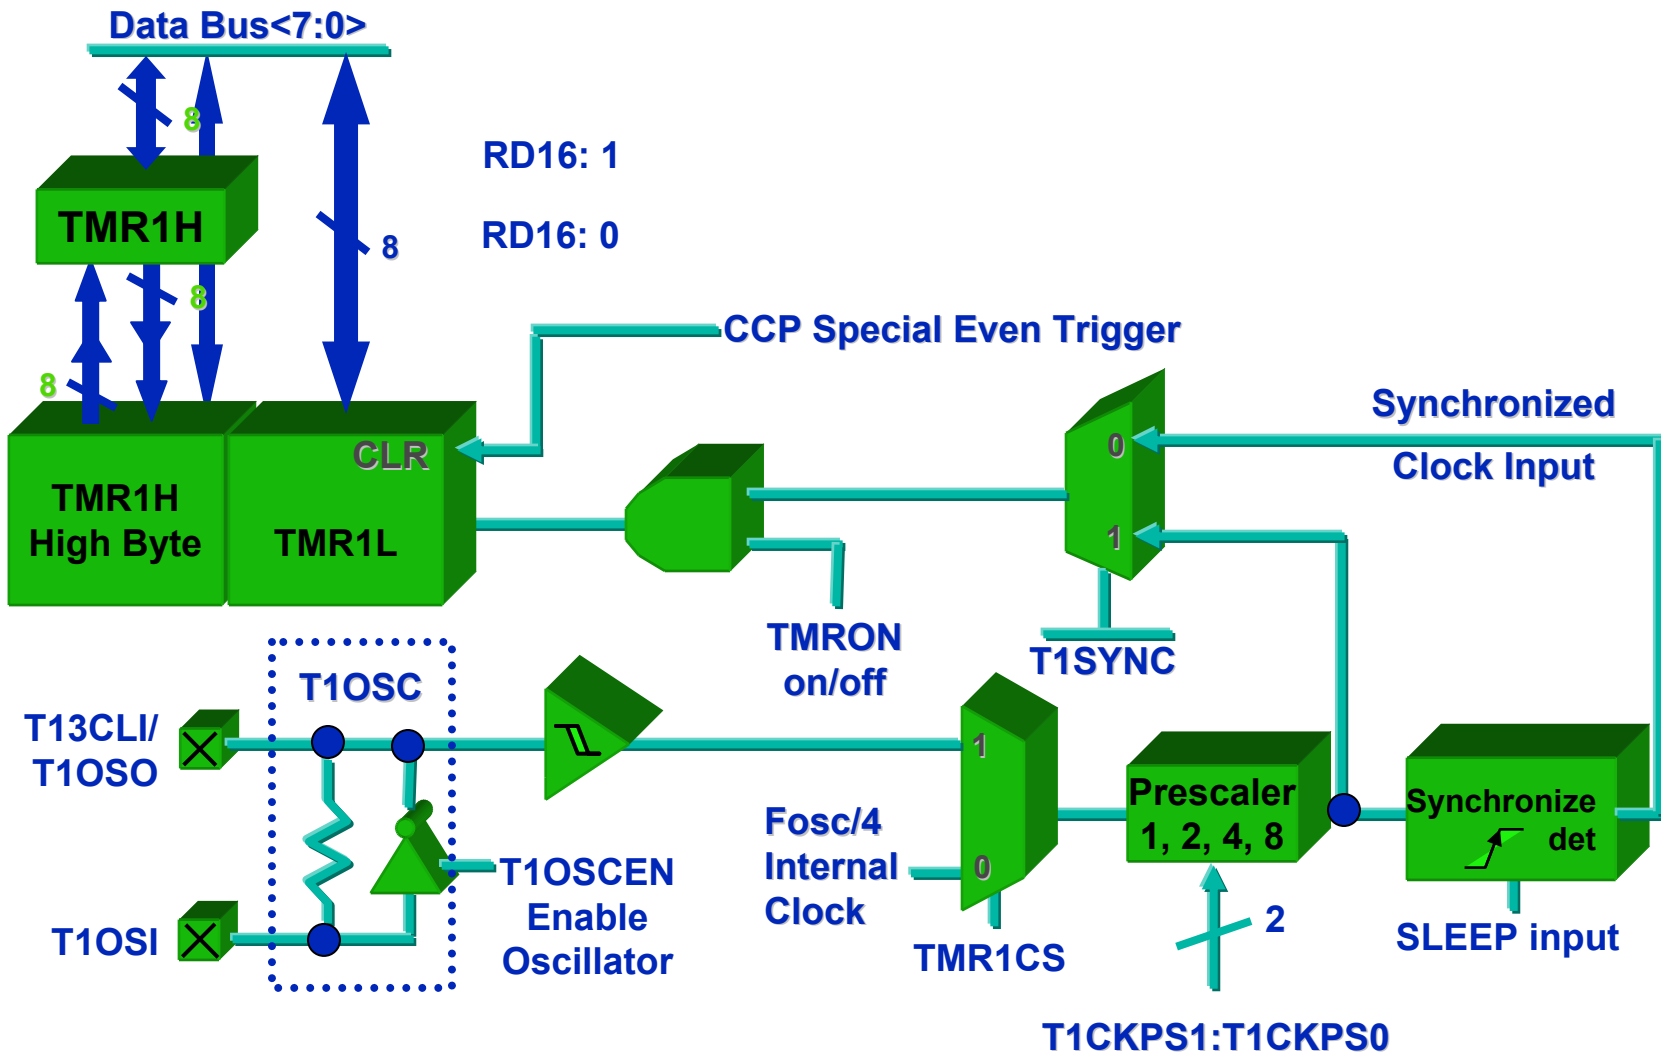 Data Bus<7:0>
8
TMR1H
RD16: 1
RD16: 0
8
8
8
CCP Special Even Trigger
CLR
TMR1H
High Byte
TMR1L
0
1
Synchronized
Clock Input
TMRON
on/off
T1SYNC
T1OSC
T13CLI/
T1OSO
T1OSI
T1OSCEN
Enable
Oscillator
1
0
Fosc/4
Internal
Clock
TMR1CS
Prescaler
1, 2, 4, 8
2
T1CKPS1:T1CKPS0
Synchronize
det
SLEEP input